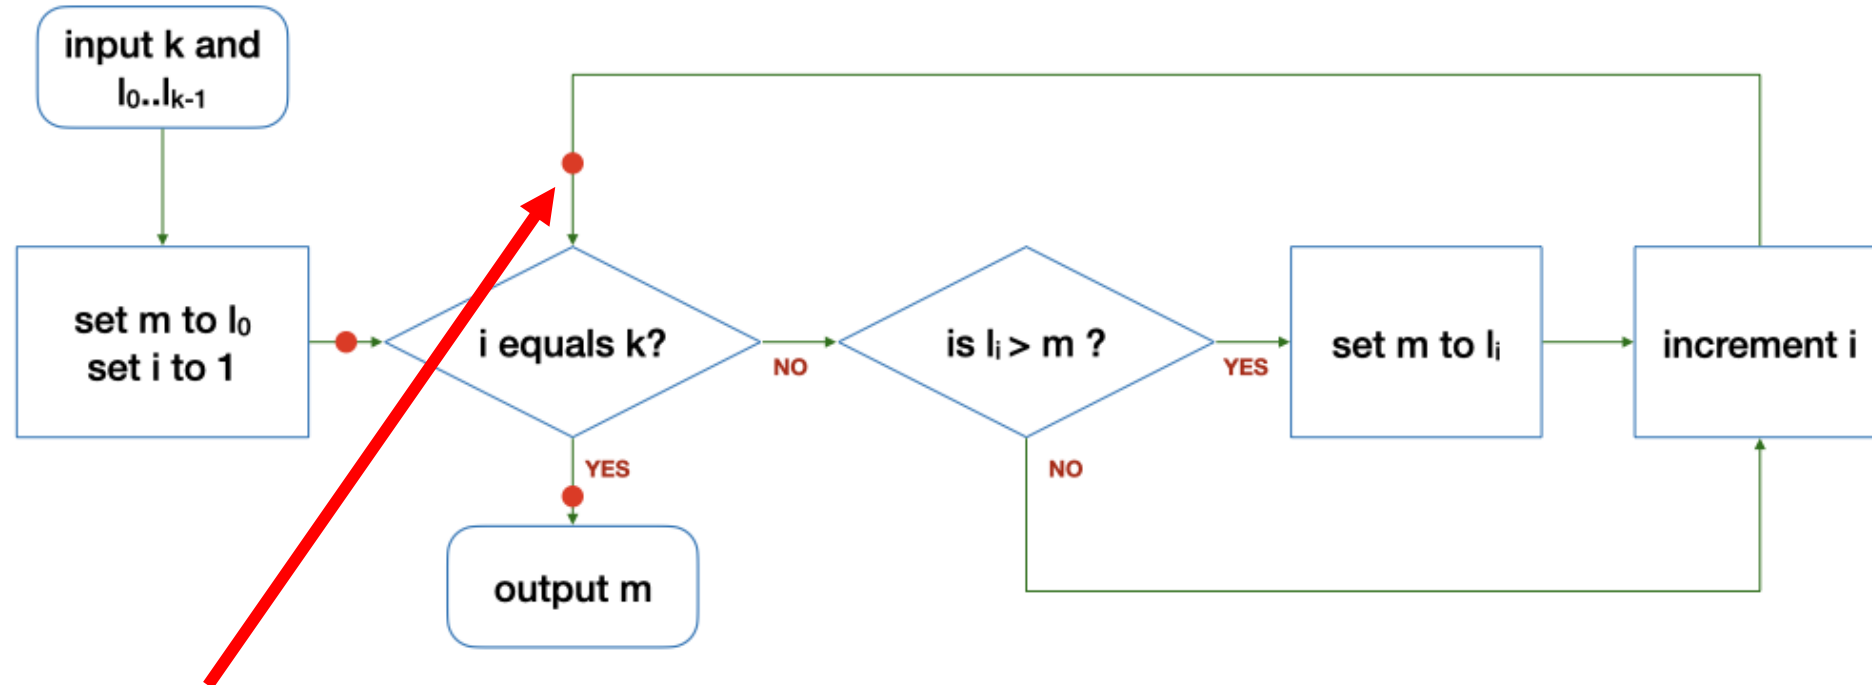 input k and
l₀..lₖ₋₁
set m to l₀
set i to 1
i equals k?
NO
is lᵢ > m ?
YES
set m to lᵢ
increment i
YES
NO
output m